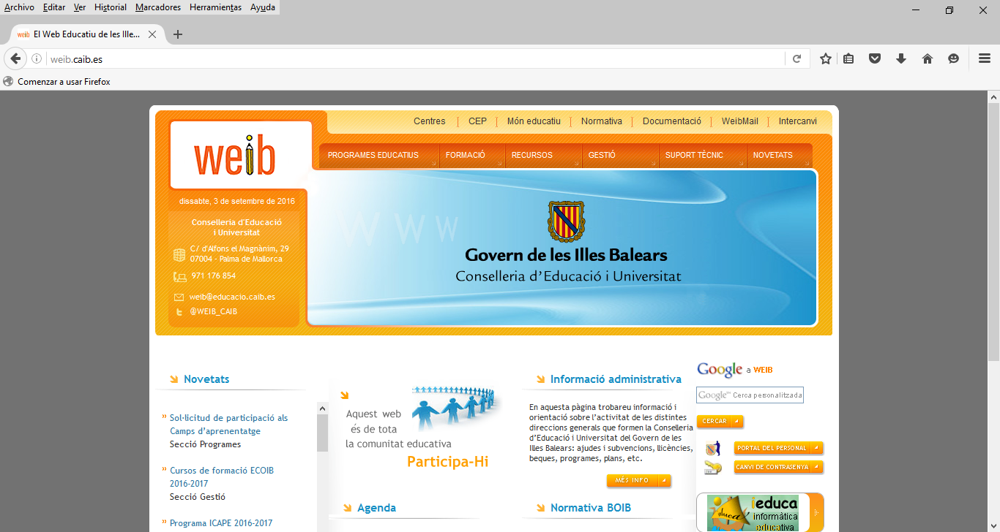 Archivo Editar Ver Historial Marcadores Herramientas Ayuda
weib El Web Educatiu de les Ille...
weib.caib.es
Comenzar a usar Firefox
Centres CEP Món educatiu Normativa Documentació WeibMail Intercanvi
weib
PROGRAMES EDUCATIUS FORMACIÓ RECURSOS GESTIÓ SUPORT TÈCNIC NOVETATS
dissabte, 3 de setembre de 2016
Conselleria d'Educació
i Universitat
C/ d'Alfons el Magnànim, 29
07004 - Palma de Mallorca
971 176 854
weib@educacio.caib.es
@WEIB_CAIB
W W W
Govern de les Illes Balears
Conselleria d'Educació i Universitat
Novetats
Sol·licitud de participació als
Camps d'aprenentatge
Secció Programes
Cursos de formació ECOIB
2016-2017
Secció Gestió
Programa ICAPE 2016-2017
Aquest web
és de tota
la comunitat educativa
Participa-Hi
Agenda
Informació administrativa
En aquesta pàgina trobareu informació i
orientació sobre l'activitat de les distintes
direccions generals que formen la Conselleria
d'Educació i Universitat del Govern de les
Illes Balears: ajudes i subvencions, llicències,
beques, programes, plans, etc.
MÉS INFO
Normativa BOIB
Google a WEIB
Google™ Cerca personalitzada
CERCAR
PORTAL DEL PERSONAL
CANVI DE CONTRASENYA
ieduca
informàtica
educativa